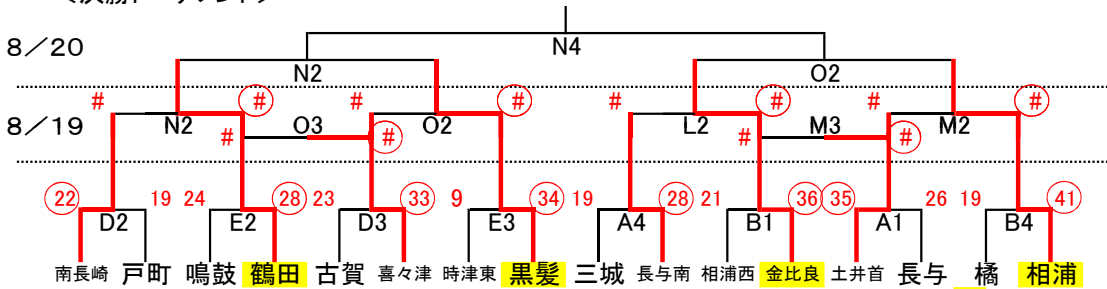 8／20
N4
N2
O2
# # # # # # # #
8／19
N2
O3
O2
L2
M3
M2
# # # #
22 19 24 28 23 33 9 34 19 28 21 36 35 26 19 41
D2 E2 D3 E3 A4 B1 A1 B4
南長崎 戸町 鳴鼓 鶴田 古賀 喜々津 時津東 黒髪 三城 長与南 相浦西 金比良 土井首 長与 橘 相浦